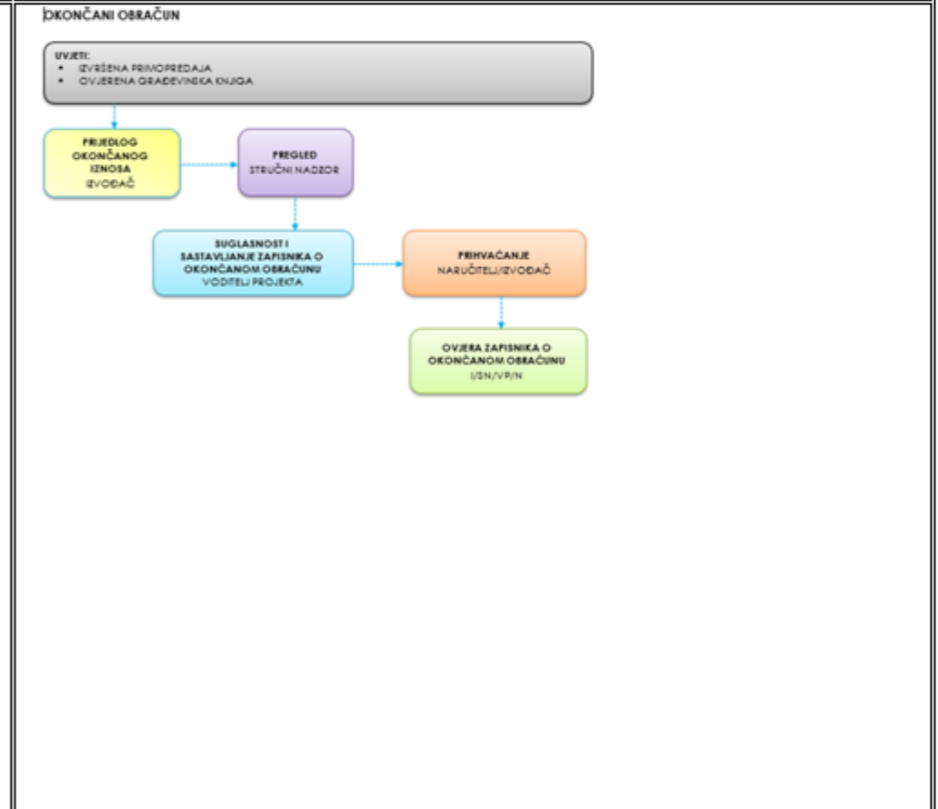 OKONČANI OBRAČUN
UVJETI:
▪ IZVRŠENA PRIMOPREDAJA
▪ OVJERENA GRAĐEVINSKA KNJIGA
PRIJEDLOG
OKONČANOG
IZNOSA
IZVOĐAČ
PREGLED
STRUČNI NADZOR
SUGLASNOST I
SASTAVLJANJE ZAPISNIKA O
OKONČANOM OBRAČUNU
VODITELJ PROJEKTA
PRIHVAĆANJE
NARUČITELJ/IZVOĐAČ
OVJERA ZAPISNIKA O
OKONČANOM OBRAČUNU
I/SN/VP/N